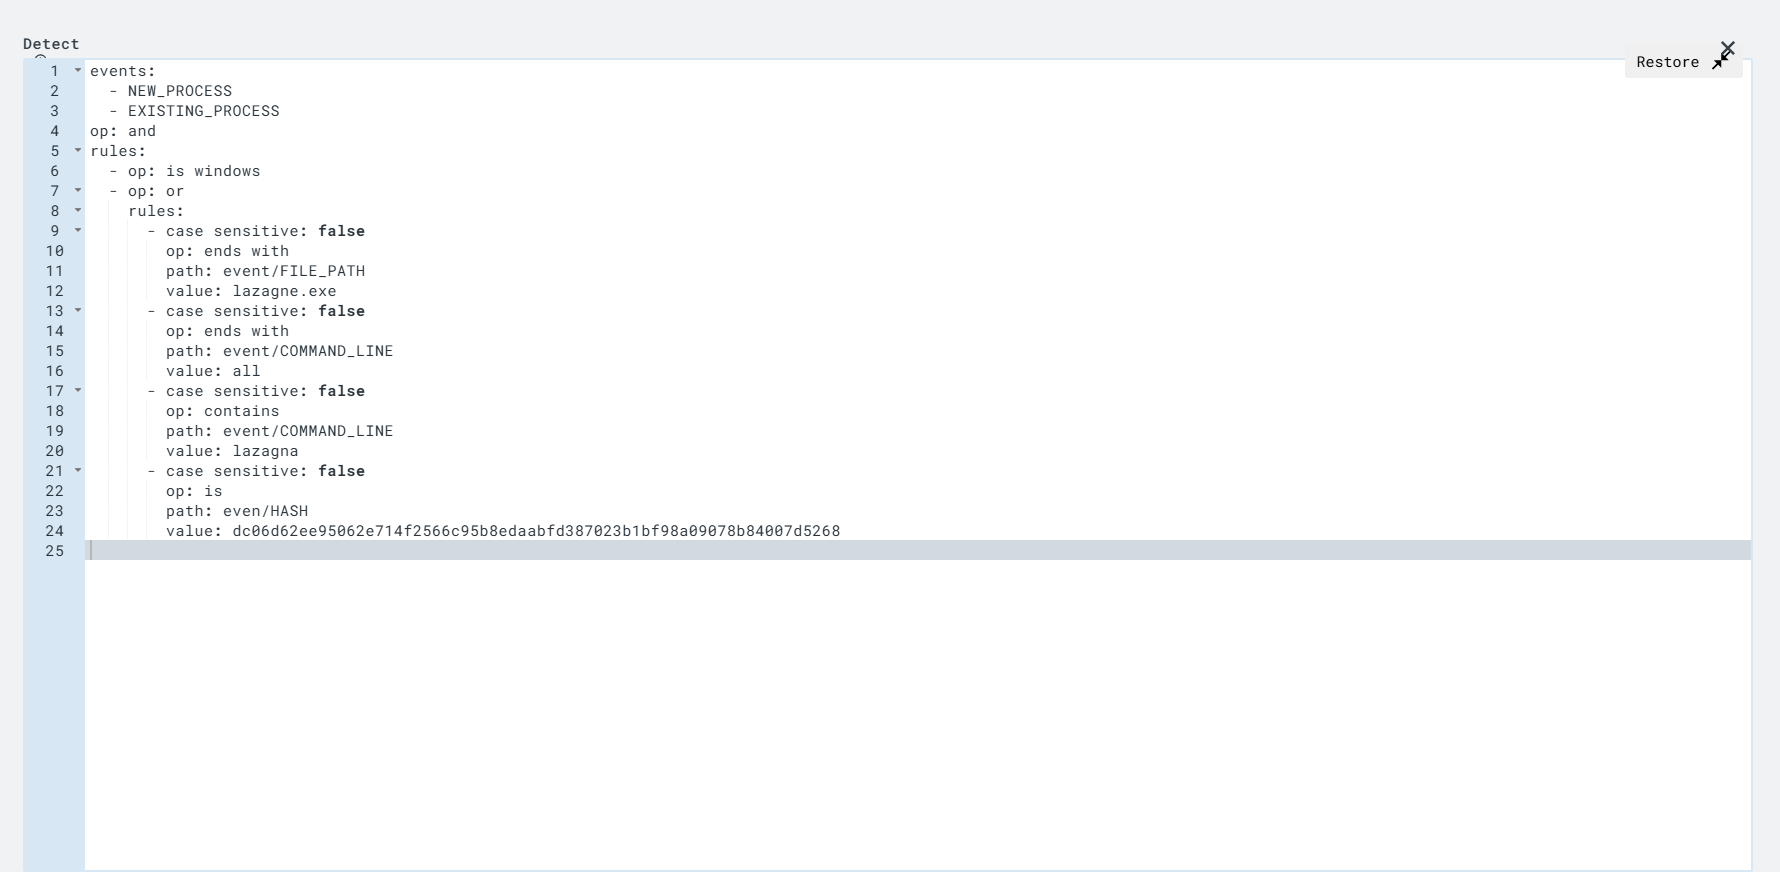 Detect
Restore
1 events:
2   - NEW_PROCESS
3   - EXISTING_PROCESS
4 op: and
5 rules:
6   - op: is windows
7   - op: or
8     rules:
9       - case sensitive: false
10        op: ends with
11        path: event/FILE_PATH
12        value: lazagne.exe
13      - case sensitive: false
14        op: ends with
15        path: event/COMMAND_LINE
16        value: all
17      - case sensitive: false
18        op: contains
19        path: event/COMMAND_LINE
20        value: lazagna
21      - case sensitive: false
22        op: is
23        path: even/HASH
24        value: dc06d62ee95062e714f2566c95b8edaabfd387023b1bf98a09078b84007d5268
25